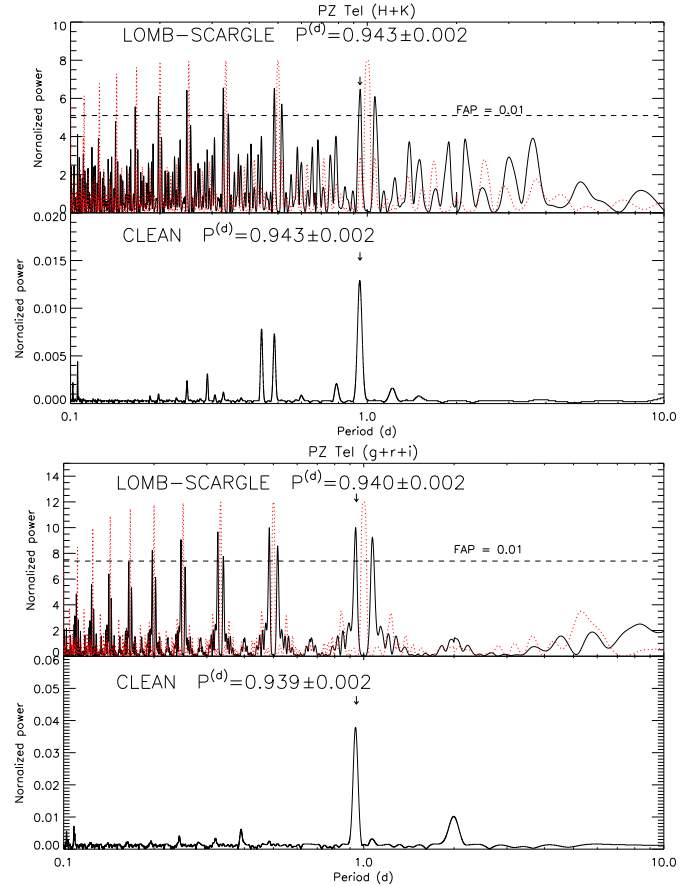 PZ Tel (H+K)
LOMB-SCARGLE P(d)=0.943±0.002
Normalized power
10
8
6
4
2
0
FAP = 0.01
CLEAN P(d)=0.943±0.002
Normalized power
0.020
0.015
0.010
0.005
0.000
0.1 1.0 10.0
Period (d)
PZ Tel (g+r+i)
LOMB-SCARGLE P(d)=0.940±0.002
Normalized power
14
12
10
8
6
4
2
0
FAP = 0.01
CLEAN P(d)=0.939±0.002
Normalized power
0.06
0.05
0.04
0.03
0.02
0.01
0.00
0.1 1.0 10.0
Period (d)